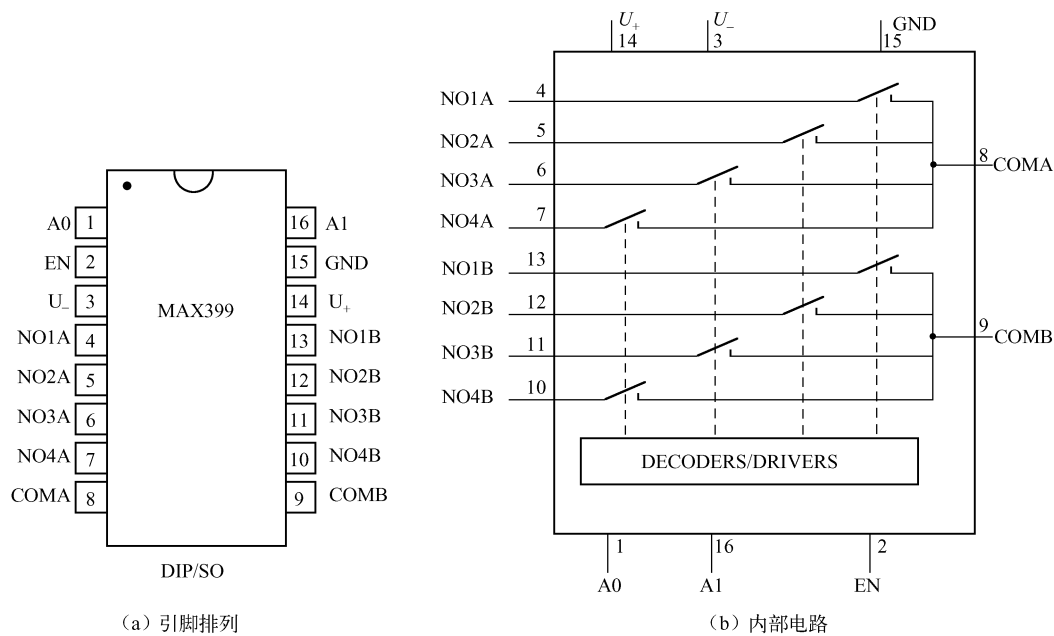 A0 1 16 A1
EN 2 15 GND
U− 3 14 U+
MAX399
NO1A 4 13 NO1B
NO2A 5 12 NO2B
NO3A 6 11 NO3B
NO4A 7 10 NO4B
COMA 8 9 COMB
DIP/SO
(a)引脚排列
U+ U− GND
14 3 15
NO1A 4
NO2A 5
8 COMA
NO3A 6
NO4A 7
NO1B 13
NO2B 12
9 COMB
NO3B 11
NO4B 10
DECODERS/DRIVERS
1 16 2
A0 A1 EN
(b)内部电路